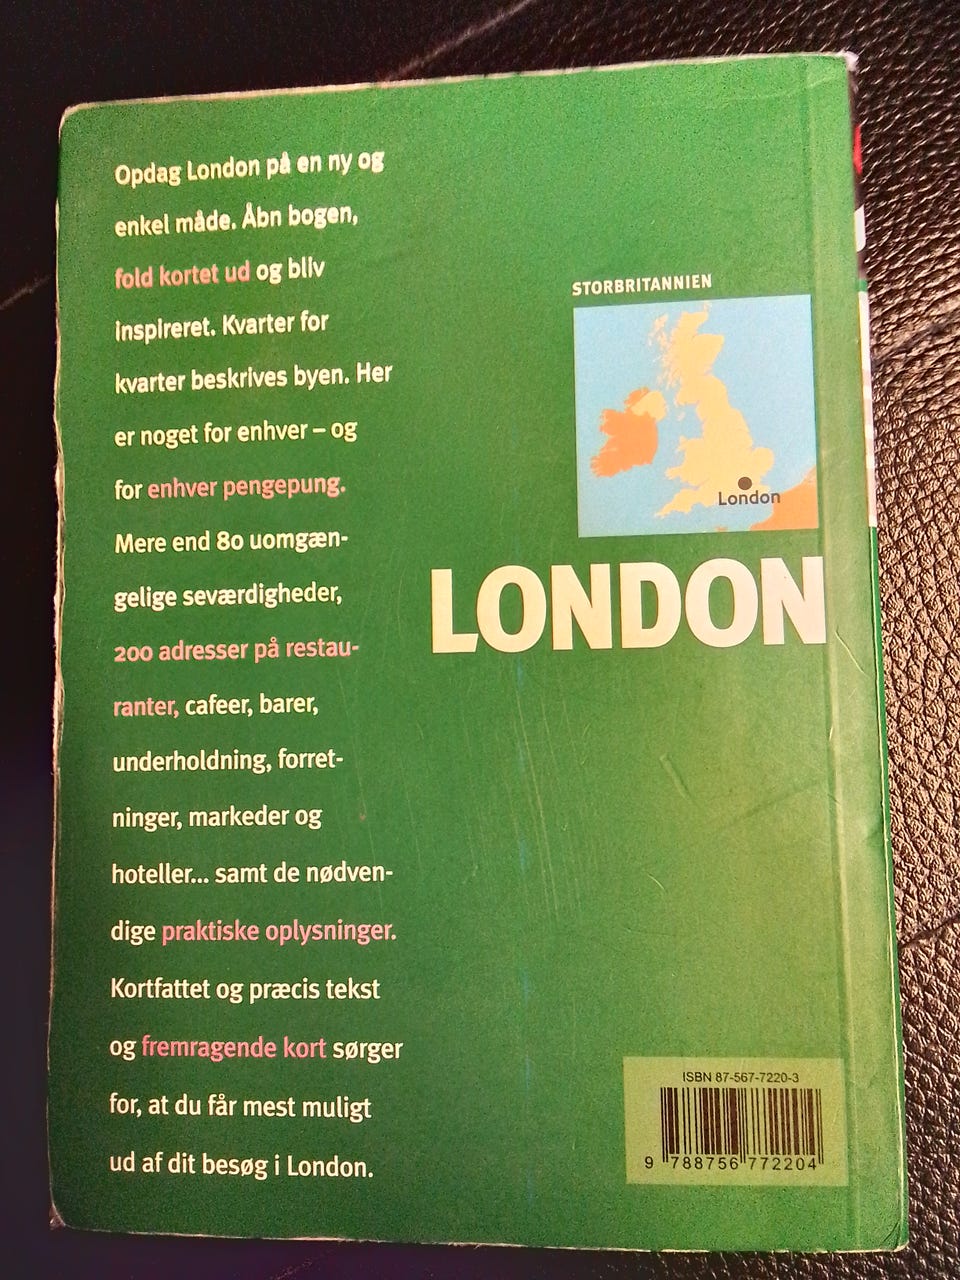 Opdag London på en ny og
enkel måde. Åbn bogen,
fold kortet ud og bliv
inspireret. Kvarter for
kvarter beskrives byen. Her
er noget for enhver – og
for enhver pengepung.
Mere end 80 uomgæn-
gelige seværdigheder,
200 adresser på restau-
ranter, cafeer, barer,
underholdning, forret-
ninger, markeder og
hoteller... samt de nødven-
dige praktiske oplysninger.
Kortfattet og præcis tekst
og fremragende kort sørger
for, at du får mest muligt
ud af dit besøg i London.
STORBRITANNIEN
London
LONDON
ISBN 87-567-7220-3
9 788756 772204